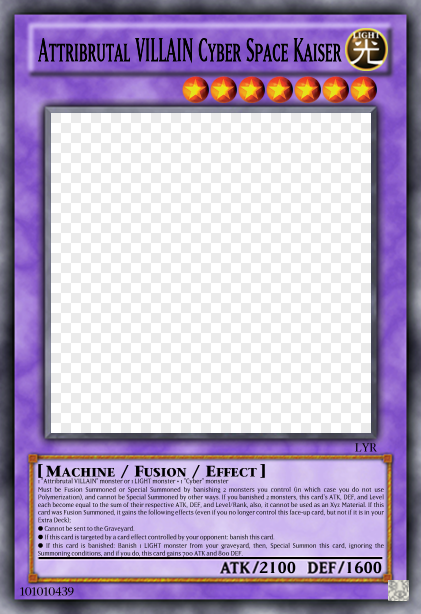 Attribrutal VILLAIN Cyber Space Kaiser
LIGHT
光
LYR
[ Machine / Fusion / Effect ]
1 "Attributal VILLAIN" monster or 1 LIGHT monster + 1 "Cyber" monster
Must be Fusion Summoned or Special Summoned by banishing 2 monsters you control (in which case you do not use
Polymerization), and cannot be Special Summoned by other ways. If you banished 2 monsters, this card's ATK, DEF, and Level
each become equal to the sum of their respective ATK, DEF, and Level/Rank, also, it cannot be used as an Xyz Material. If this
card was Fusion Summoned, it gains the following effects (even if you no longer control this face-up card, but not if it is in your
Extra Deck).
● Cannot be sent to the Graveyard.
● If this card is targeted by a card effect controlled by your opponent: banish this card.
● If this card is banished: Banish 1 LIGHT monster from your graveyard, then, Special Summon this card, ignoring the
Summoning conditions, and if you do, this card gains 700 ATK and 800 DEF.
ATK/2100 DEF/1600
101010439